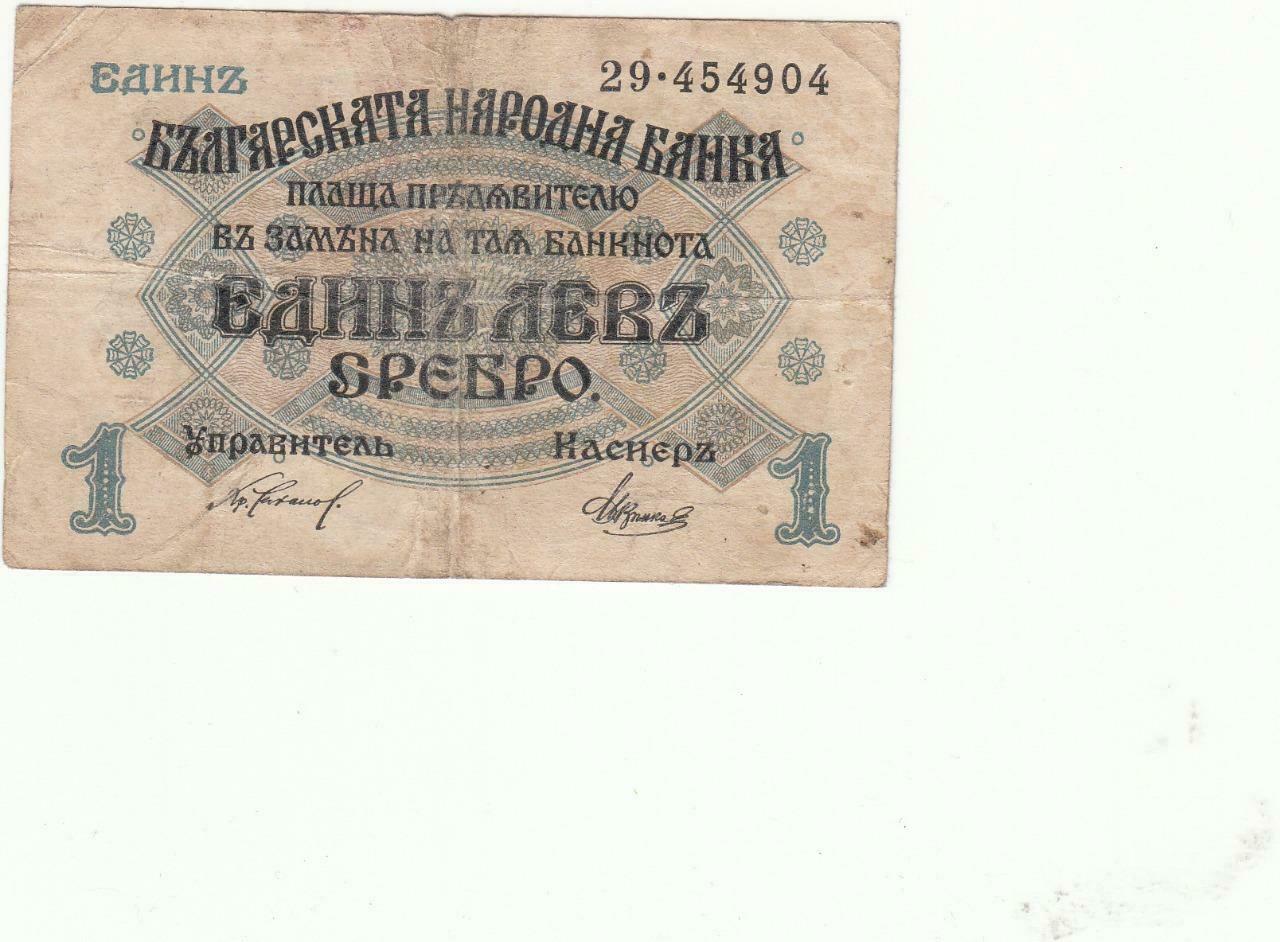 ЕДИНЪ
29·454904
БЪЛГАРСКАТА НАРОДНА БАНКА
ПЛАЩА ПРѢДЯВИТЕЛЮ
ВЪ ЗАМѢНА НА ТАЯ БАНКНОТА
ЕДИНЪ ЛЕВЪ
СРЕБРО.
УПРАВИТЕЛЬ КАСИЕРЪ
1 1